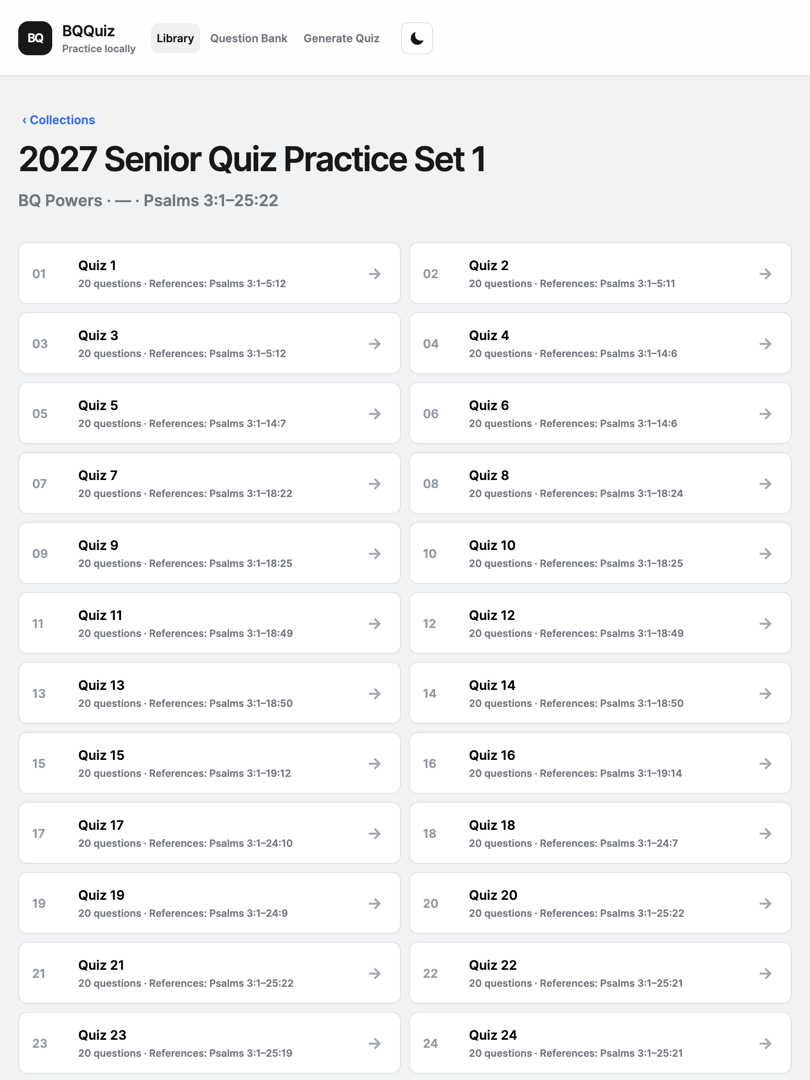 BQ
BQQuiz
Practice locally
Library
Question Bank
Generate Quiz
‹ Collections
2027 Senior Quiz Practice Set 1
BQ Powers · — · Psalms 3:1–25:22
01
Quiz 1
20 questions · References: Psalms 3:1–5:12
02
Quiz 2
20 questions · References: Psalms 3:1–5:11
03
Quiz 3
20 questions · References: Psalms 3:1–5:12
04
Quiz 4
20 questions · References: Psalms 3:1–14:6
05
Quiz 5
20 questions · References: Psalms 3:1–14:7
06
Quiz 6
20 questions · References: Psalms 3:1–14:6
07
Quiz 7
20 questions · References: Psalms 3:1–18:22
08
Quiz 8
20 questions · References: Psalms 3:1–18:24
09
Quiz 9
20 questions · References: Psalms 3:1–18:25
10
Quiz 10
20 questions · References: Psalms 3:1–18:25
11
Quiz 11
20 questions · References: Psalms 3:1–18:49
12
Quiz 12
20 questions · References: Psalms 3:1–18:49
13
Quiz 13
20 questions · References: Psalms 3:1–18:50
14
Quiz 14
20 questions · References: Psalms 3:1–18:50
15
Quiz 15
20 questions · References: Psalms 3:1–19:12
16
Quiz 16
20 questions · References: Psalms 3:1–19:14
17
Quiz 17
20 questions · References: Psalms 3:1–24:10
18
Quiz 18
20 questions · References: Psalms 3:1–24:7
19
Quiz 19
20 questions · References: Psalms 3:1–24:9
20
Quiz 20
20 questions · References: Psalms 3:1–25:22
21
Quiz 21
20 questions · References: Psalms 3:1–25:22
22
Quiz 22
20 questions · References: Psalms 3:1–25:21
23
Quiz 23
20 questions · References: Psalms 3:1–25:19
24
Quiz 24
20 questions · References: Psalms 3:1–25:21